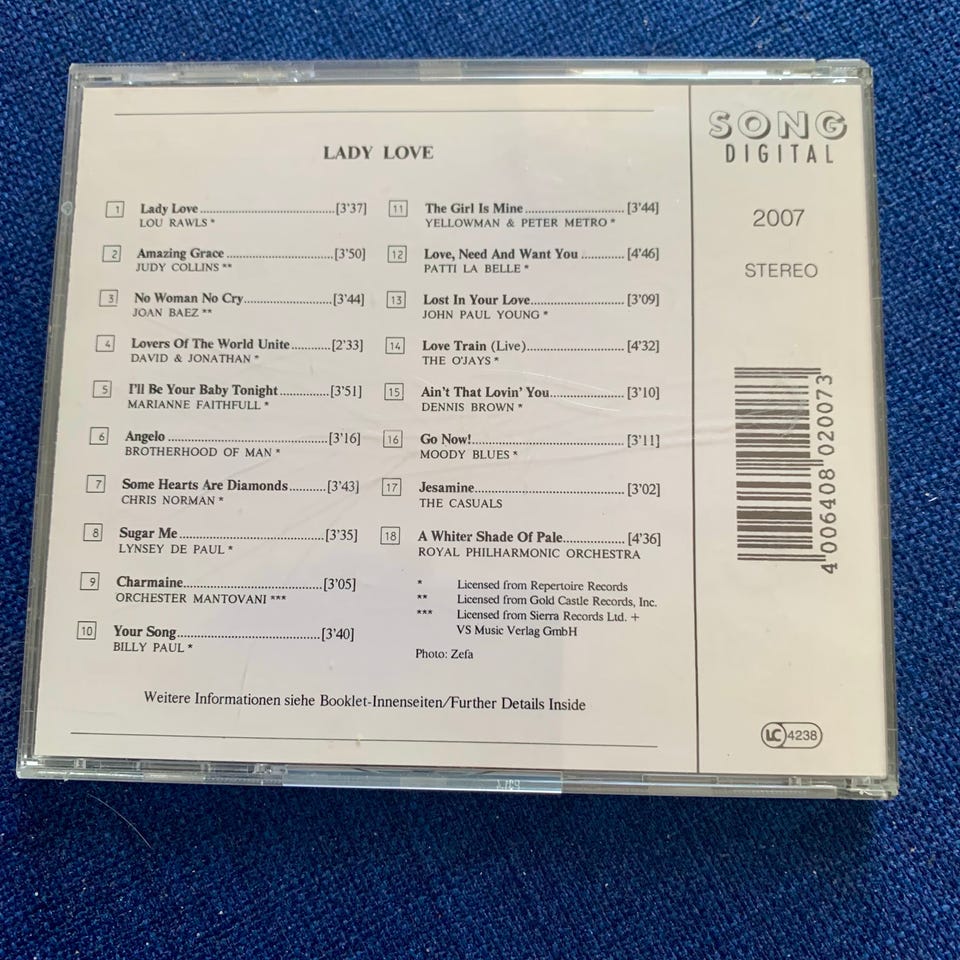 LADY LOVE
1 Lady Love [3'37]
LOU RAWLS *
2 Amazing Grace [3'50]
JUDY COLLINS **
3 No Woman No Cry [3'44]
JOAN BAEZ **
4 Lovers Of The World Unite [2'33]
DAVID & JONATHAN *
5 I'll Be Your Baby Tonight [3'51]
MARIANNE FAITHFULL *
6 Angelo [3'16]
BROTHERHOOD OF MAN *
7 Some Hearts Are Diamonds [3'43]
CHRIS NORMAN *
8 Sugar Me [3'35]
LYNSEY DE PAUL *
9 Charmaine [3'05]
ORCHESTER MANTOVANI ***
10 Your Song [3'40]
BILLY PAUL *
11 The Girl Is Mine [3'44]
YELLOWMAN & PETER METRO *
12 Love, Need And Want You [4'46]
PATTI LA BELLE *
13 Lost In Your Love [3'09]
JOHN PAUL YOUNG *
14 Love Train (Live) [4'32]
THE O'JAYS *
15 Ain't That Lovin' You [3'10]
DENNIS BROWN *
16 Go Now! [3'11]
MOODY BLUES *
17 Jesamine [3'02]
THE CASUALS
18 A Whiter Shade Of Pale [4'36]
ROYAL PHILHARMONIC ORCHESTRA
* Licensed from Repertoire Records
** Licensed from Gold Castle Records, Inc.
*** Licensed from Sierra Records Ltd. +
VS Music Verlag GmbH
Photo: Zefa
Weitere Informationen siehe Booklet-Innenseiten/Further Details Inside
SONG
DIGITAL
2007
STEREO
4 006408 020073
LC 4238